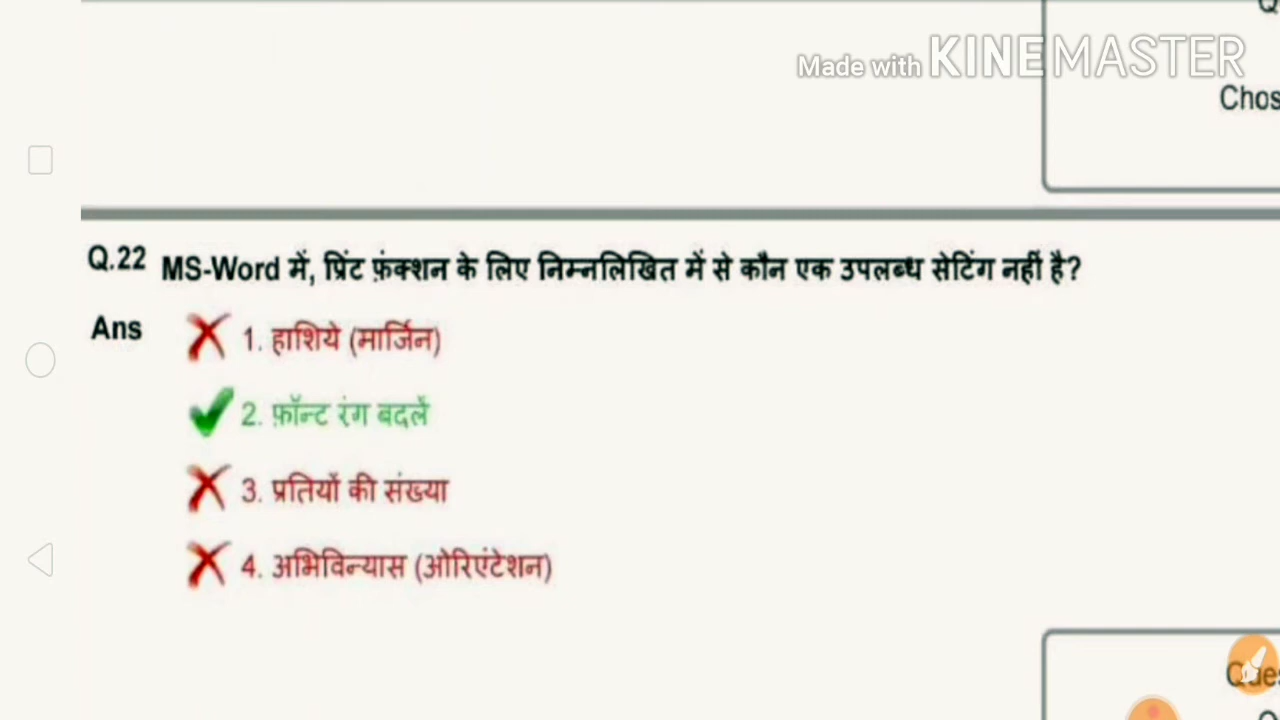 Made with KINEMASTER
Chos
Q.22 MS-Word में, प्रिंट फ़ंक्शन के लिए निम्नलिखित में से कौन एक उपलब्ध सेटिंग नहीं है?
Ans 1. हाशिये (मार्जिन)
2. फ़ॉन्ट रंग बदलें
3. प्रतियों की संख्या
4. अभिविन्यास (ओरिएंटेशन)
Ques